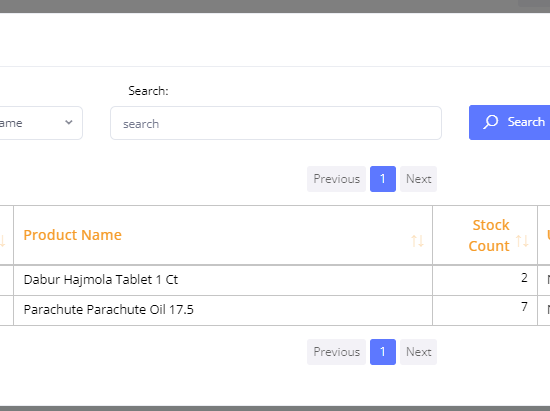 Search:
ame
search
Search
Previous 1 Next
Product Name
Stock
Count
Dabur Hajmola Tablet 1 Ct 2
Parachute Parachute Oil 17.5 7
Previous 1 Next